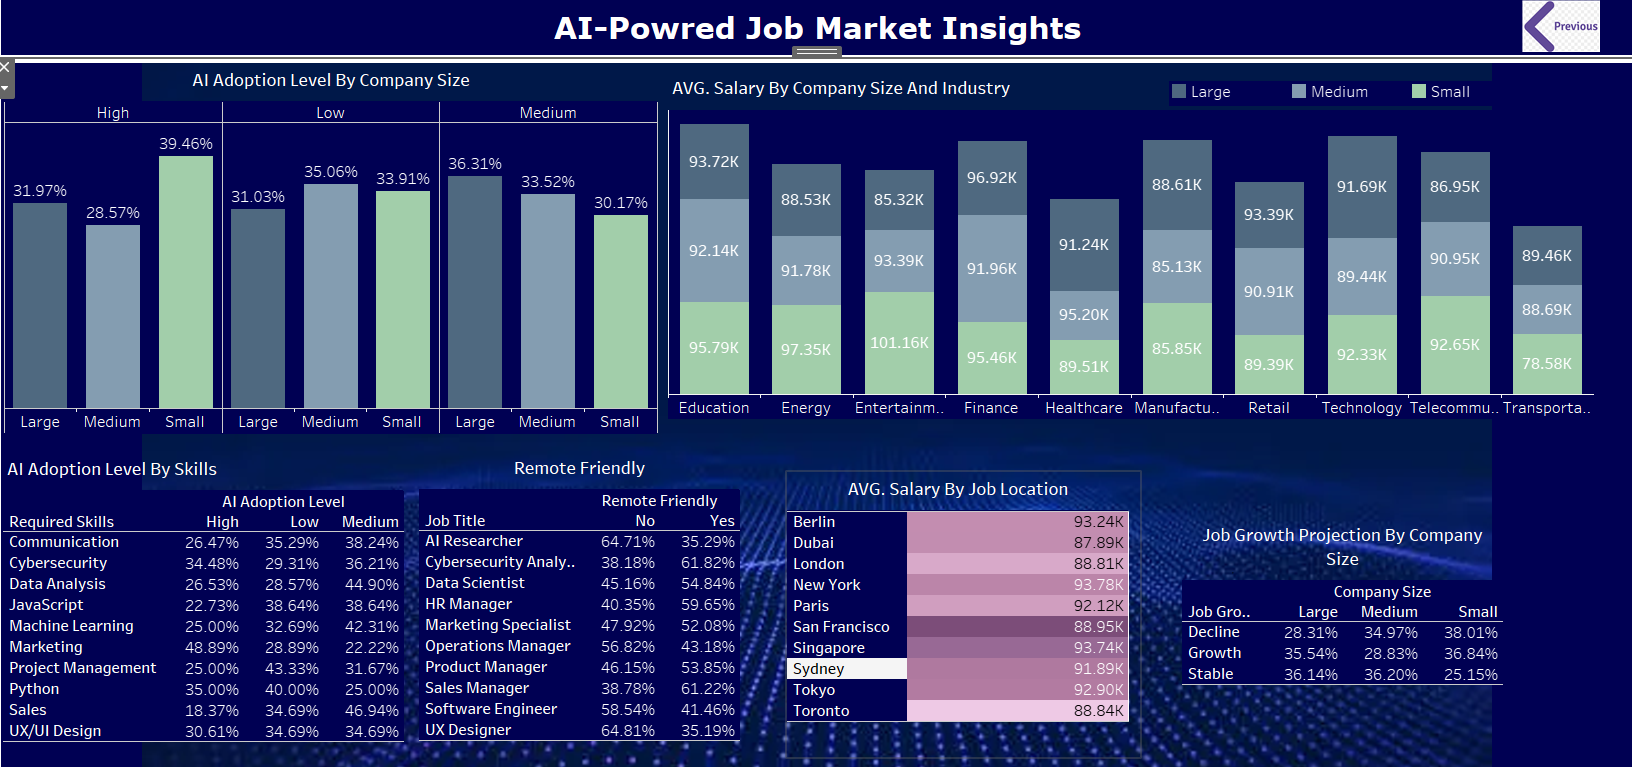 AI-Powred Job Market Insights
Previous
AI Adoption Level By Company Size
High Low Medium
31.97% 28.57% 39.46% 31.03% 35.06% 33.91% 36.31% 33.52% 30.17%
Large Medium Small Large Medium Small Large Medium Small
AVG. Salary By Company Size And Industry
Large Medium Small
93.72K 88.53K 85.32K 96.92K 91.24K 88.61K 93.39K 91.69K 86.95K 89.46K
92.14K 91.78K 93.39K 91.96K 95.20K 85.13K 90.91K 89.44K 90.95K 88.69K
95.79K 97.35K 101.16K 95.46K 89.51K 85.85K 89.39K 92.33K 92.65K 78.58K
Education Energy Entertainm.. Finance Healthcare Manufactu.. Retail Technology Telecommu.. Transporta..
AI Adoption Level By Skills
AI Adoption Level
Required Skills High Low Medium
Communication 26.47% 35.29% 38.24%
Cybersecurity 34.48% 29.31% 36.21%
Data Analysis 26.53% 28.57% 44.90%
JavaScript 22.73% 38.64% 38.64%
Machine Learning 25.00% 32.69% 42.31%
Marketing 48.89% 28.89% 22.22%
Project Management 25.00% 43.33% 31.67%
Python 35.00% 40.00% 25.00%
Sales 18.37% 34.69% 46.94%
UX/UI Design 30.61% 34.69% 34.69%
Remote Friendly
Remote Friendly
Job Title No Yes
AI Researcher 64.71% 35.29%
Cybersecurity Analy.. 38.18% 61.82%
Data Scientist 45.16% 54.84%
HR Manager 40.35% 59.65%
Marketing Specialist 47.92% 52.08%
Operations Manager 56.82% 43.18%
Product Manager 46.15% 53.85%
Sales Manager 38.78% 61.22%
Software Engineer 58.54% 41.46%
UX Designer 64.81% 35.19%
AVG. Salary By Job Location
Berlin 93.24K
Dubai 87.89K
London 88.81K
New York 93.78K
Paris 92.12K
San Francisco 88.95K
Singapore 93.74K
Sydney 91.89K
Tokyo 92.90K
Toronto 88.84K
Job Growth Projection By Company
Size
Company Size
Job Gro.. Large Medium Small
Decline 28.31% 34.97% 38.01%
Growth 35.54% 28.83% 36.84%
Stable 36.14% 36.20% 25.15%